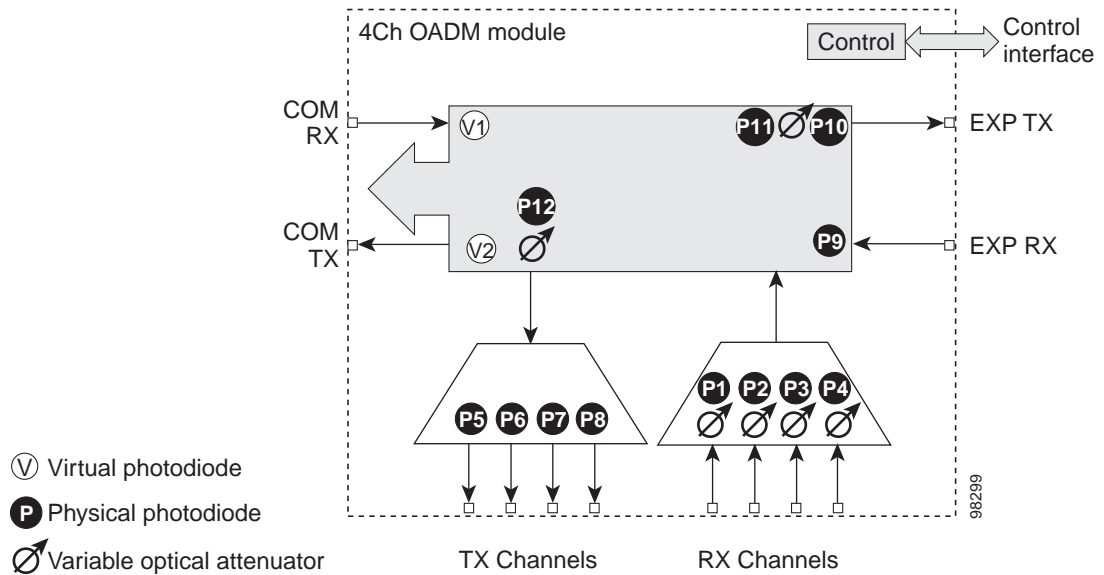 4Ch OADM module
Control
Control
interface
COM
RX
V1
P11
P10
EXP TX
P12
COM
TX
V2
P9
EXP RX
P1
P2
P3
P4
P5
P6
P7
P8
V Virtual photodiode
P Physical photodiode
Variable optical attenuator
TX Channels
RX Channels
98299